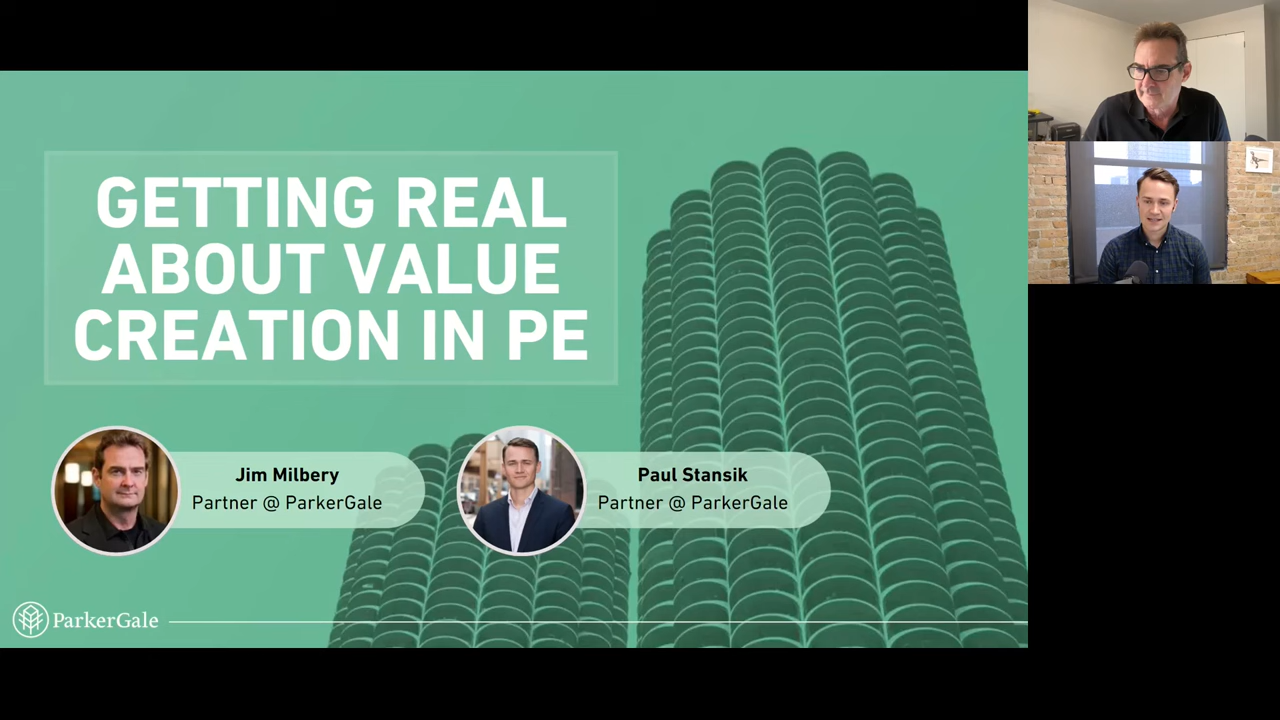 GETTING REAL
ABOUT VALUE
CREATION IN PE
Jim Milbery
Partner @ ParkerGale
Paul Stansik
Partner @ ParkerGale
ParkerGale